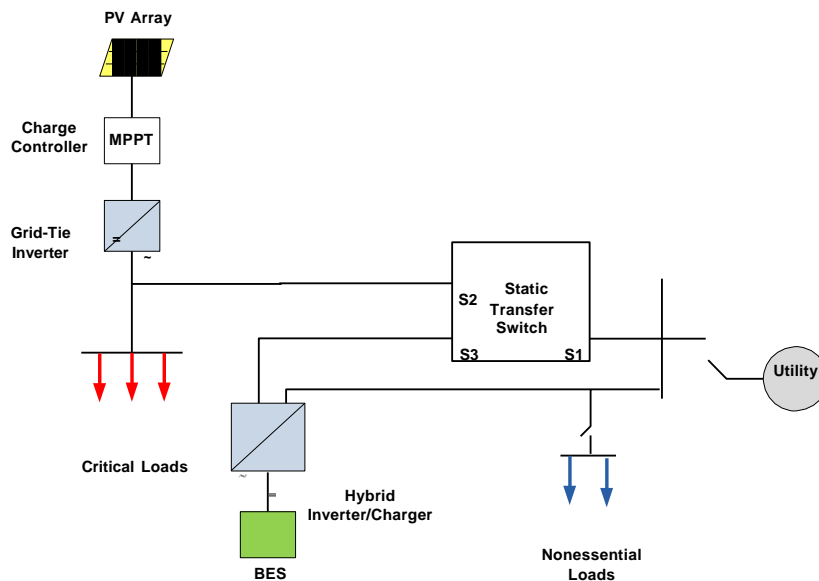 PV Array
Charge
Controller
MPPT
Grid-Tie
Inverter
=
~
S2
Static
Transfer
Switch
S3
S1
Utility
Critical Loads
~
=
Hybrid
Inverter/Charger
BES
Nonessential
Loads